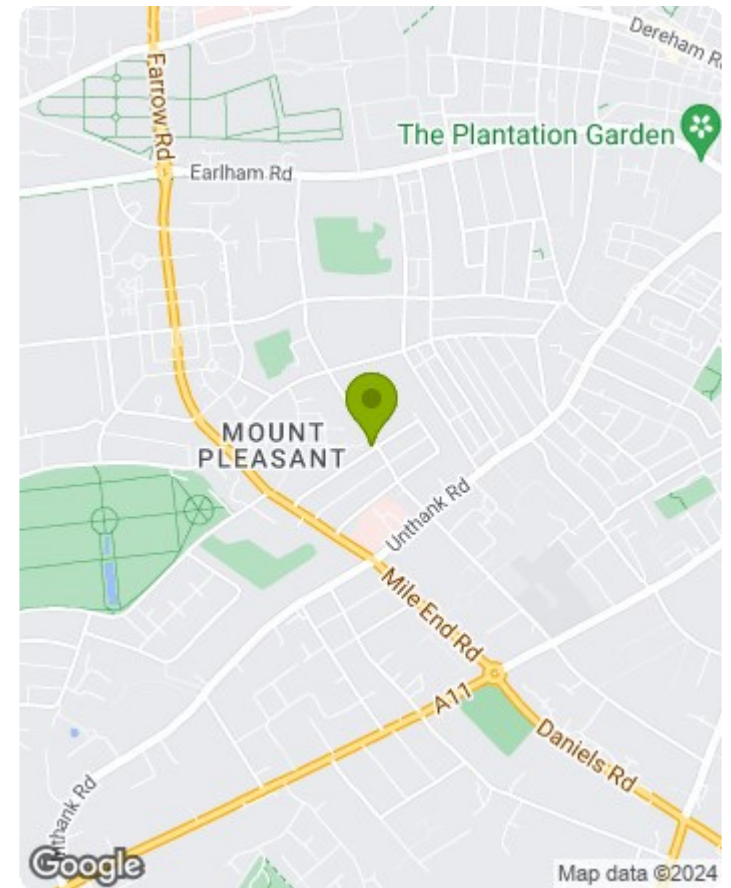 Dereham R
Farrow Rd
The Plantation Garden
Earlham Rd
MOUNT
PLEASANT
Unthank Rd
Mile End Rd
A11
Daniels Rd
nthank Rd
Google
Map data ©2024